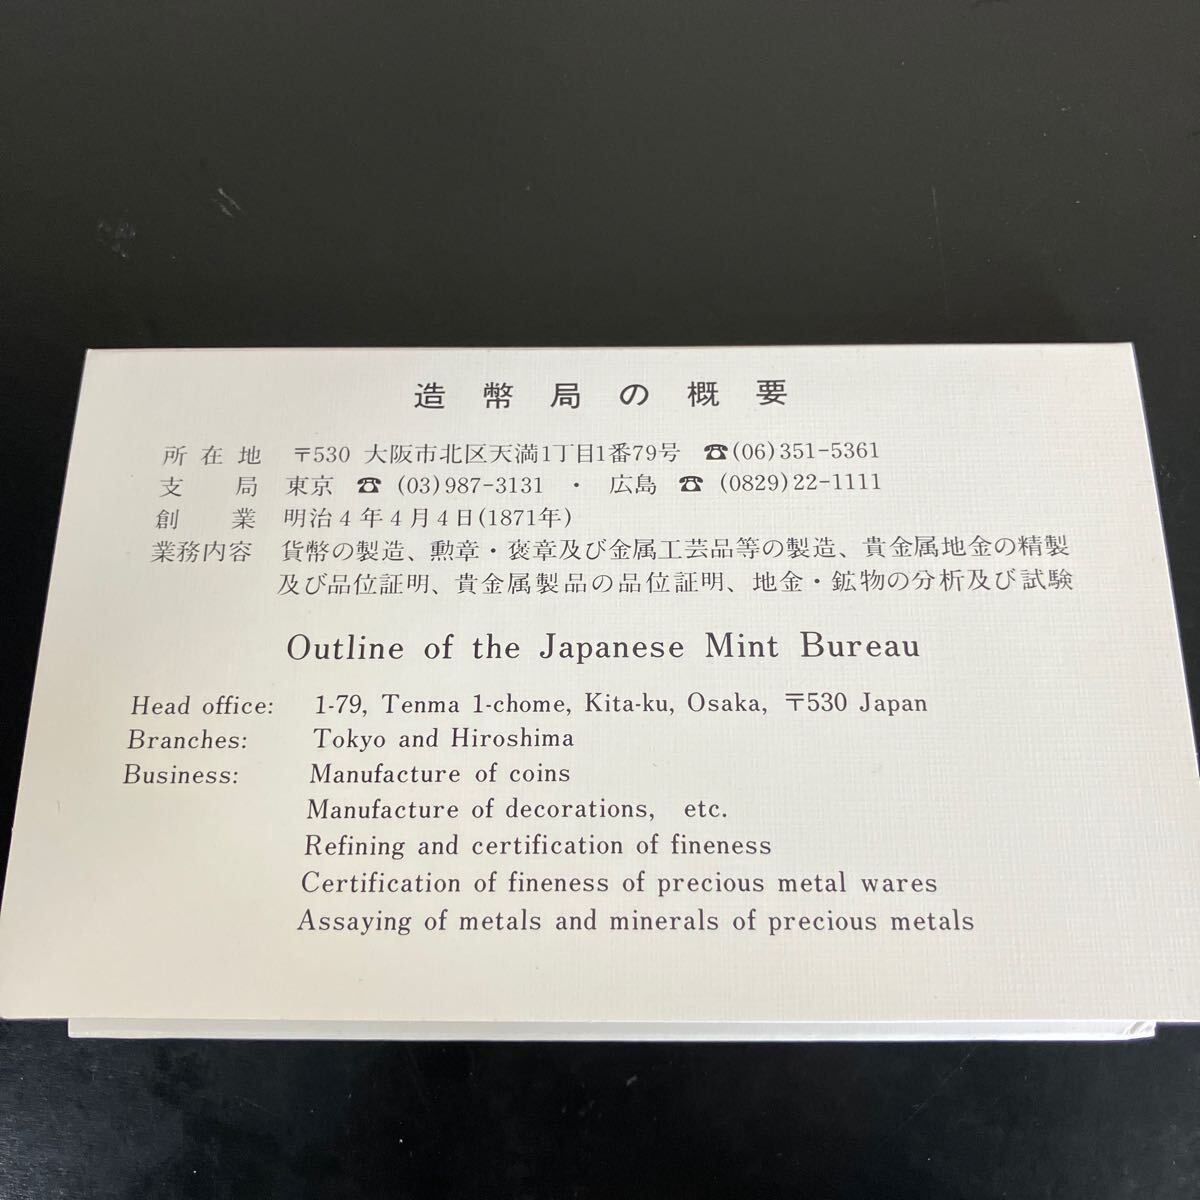 造幣局の概要
所在地 〒530 大阪市北区天満1丁目1番79号 ☎(06)351-5361
支局 東京 ☎ (03)987-3131 ・ 広島 ☎ (0829)22-1111
創業 明治4年4月4日(1871年)
業務内容 貨幣の製造、勲章・褒章及び金属工芸品等の製造、貴金属地金の精製
及び品位証明、貴金属製品の品位証明、地金・鉱物の分析及び試験
Outline of the Japanese Mint Bureau
Head office: 1-79, Tenma 1-chome, Kita-ku, Osaka, 〒530 Japan
Branches: Tokyo and Hiroshima
Business: Manufacture of coins
Manufacture of decorations, etc.
Refining and certification of fineness
Certification of fineness of precious metal wares
Assaying of metals and minerals of precious metals